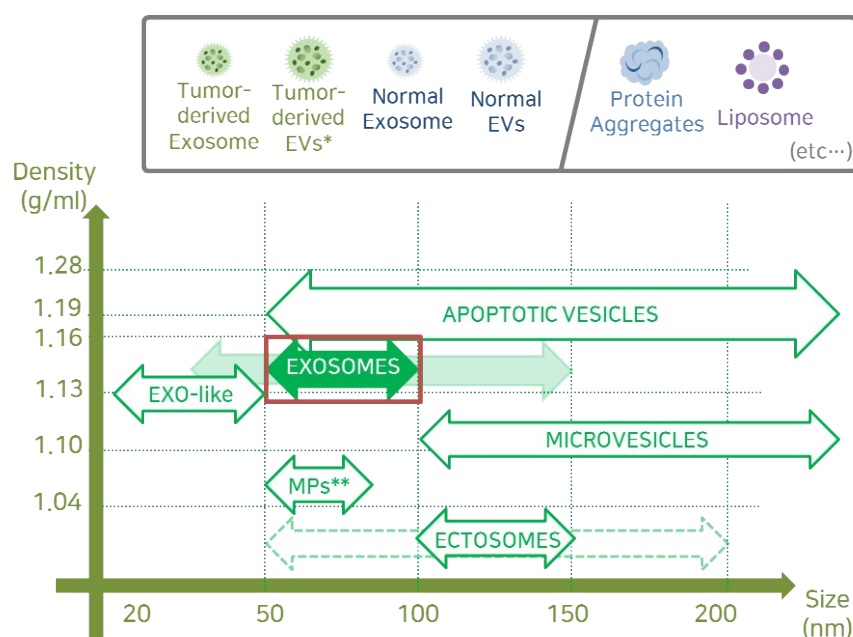 Tumor-
derived
Exosome
Tumor-
derived
EVs*
Normal
Exosome
Normal
EVs
Protein
Aggregates
Liposome
(etc···)
Density
(g/ml)
1.28
1.19
1.16
1.13
1.10
1.04
APOPTOTIC VESICLES
EXOSOMES
EXO-like
MICROVESICLES
MPs**
ECTOSOMES
20
50
100
150
200
Size
(nm)